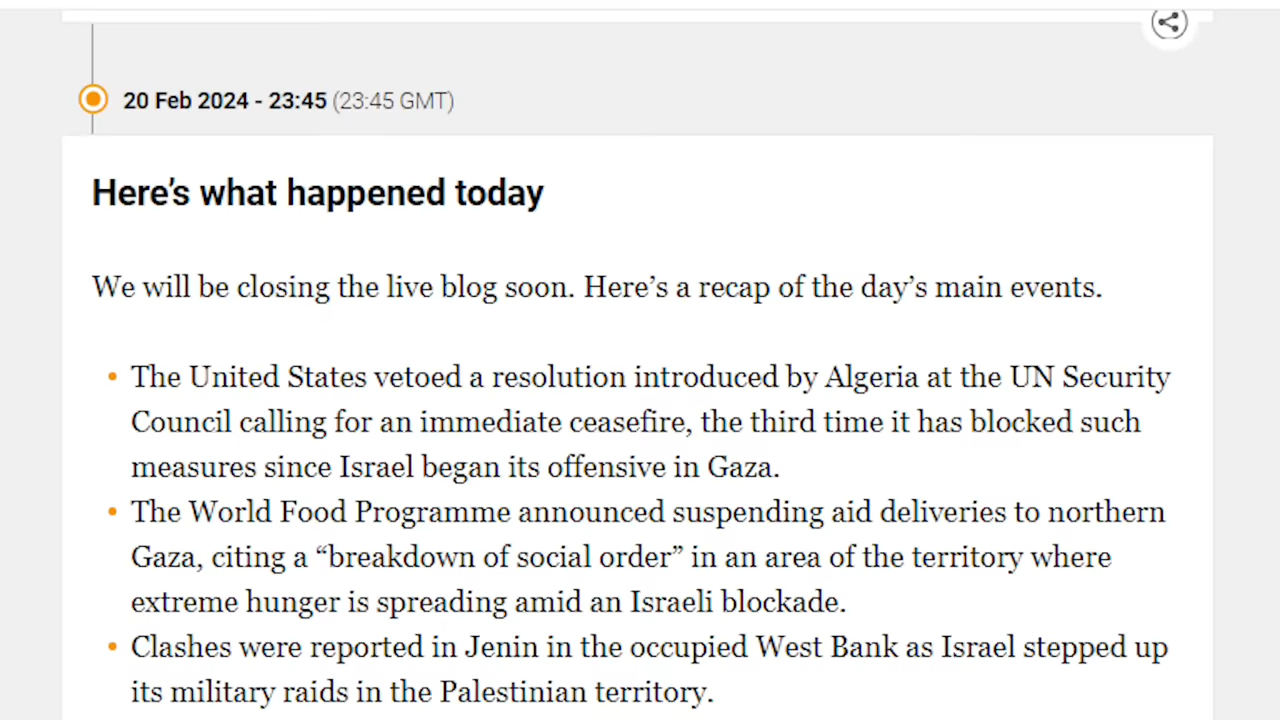 20 Feb 2024 - 23:45 (23:45 GMT)
Here’s what happened today
We will be closing the live blog soon. Here’s a recap of the day’s main events.
• The United States vetoed a resolution introduced by Algeria at the UN Security
Council calling for an immediate ceasefire, the third time it has blocked such
measures since Israel began its offensive in Gaza.
• The World Food Programme announced suspending aid deliveries to northern
Gaza, citing a “breakdown of social order” in an area of the territory where
extreme hunger is spreading amid an Israeli blockade.
• Clashes were reported in Jenin in the occupied West Bank as Israel stepped up
its military raids in the Palestinian territory.